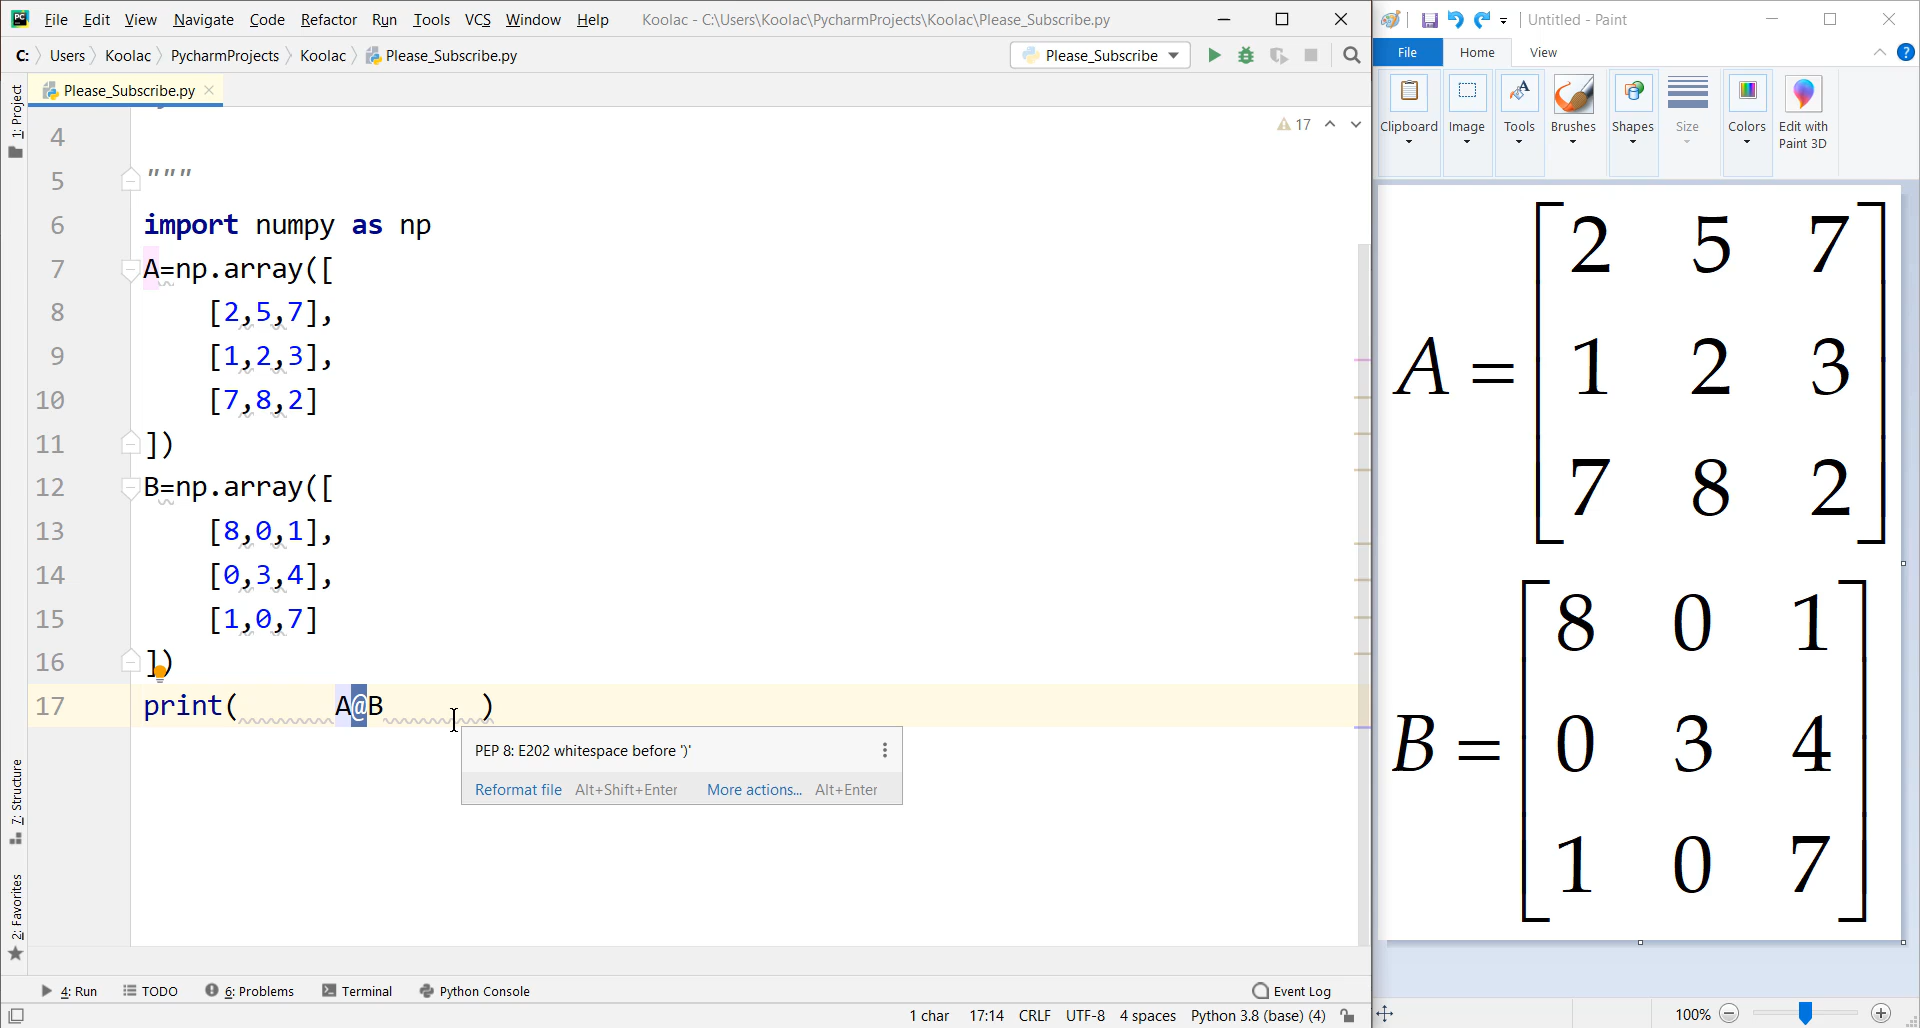 File Edit View Navigate Code Refactor Run Tools VCS Window Help Koolac - C:\Users\Koolac\PycharmProjects\Koolac\Please_Subscribe.py
C: Users Koolac PycharmProjects Koolac Please_Subscribe.py Please_Subscribe
Please_Subscribe.py
1: Project
17
4
5 """
6 import numpy as np
7 A=np.array([
8 [2,5,7],
9 [1,2,3],
10 [7,8,2]
11 ])
12 B=np.array([
13 [8,0,1],
14 [0,3,4],
15 [1,0,7]
16 ])
17 print( A@B )
PEP 8: E202 whitespace before ')'
Reformat file Alt+Shift+Enter More actions... Alt+Enter
7: Structure
2: Favorites
4: Run TODO 6: Problems Terminal Python Console Event Log
1 char 17:14 CRLF UTF-8 4 spaces Python 3.8 (base) (4)
Untitled - Paint
File Home View
Clipboard Image Tools Brushes Shapes Size Colors Edit with
Paint 3D
2 5 7
A = 1 2 3
7 8 2
8 0 1
B = 0 3 4
1 0 7
100%